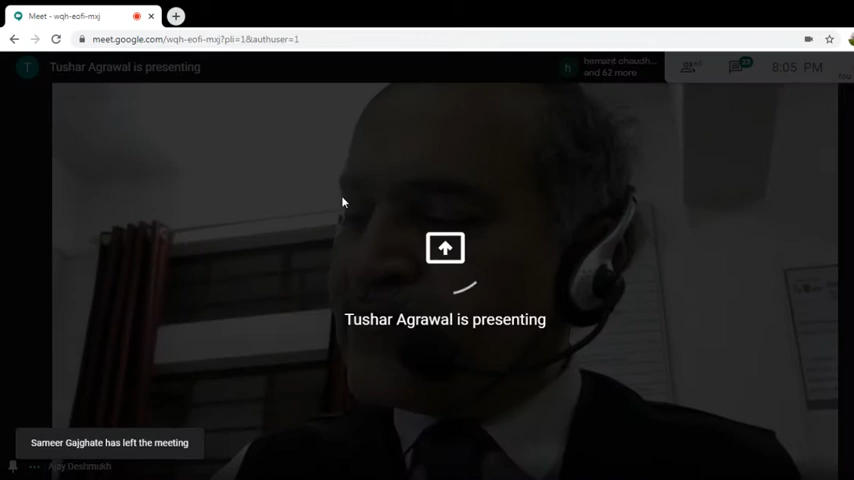 Meet - wqh-eofi-mxj
meet.google.com/wqh-eofi-mxj?pli=1&authuser=1
T
Tushar Agrawal is presenting
h
hemant chaudh...
and 62 more
23
8:05 PM
You
Tushar Agrawal is presenting
Sameer Gajghate has left the meeting
Ajay Deshmukh